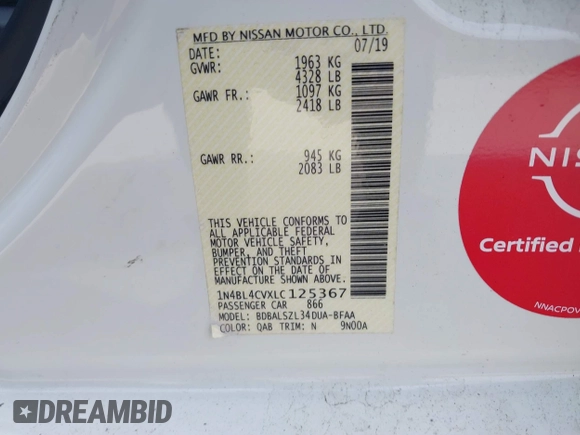 MFD BY NISSAN MOTOR CO., LTD.
DATE: 07/19
GVWR: 1963 KG
4328 LB
GAWR FR.: 1097 KG
2418 LB
GAWR RR.: 945 KG
2083 LB
THIS VEHICLE CONFORMS TO
ALL APPLICABLE FEDERAL
MOTOR VEHICLE SAFETY,
BUMPER, AND THEFT
PREVENTION STANDARDS IN
EFFECT ON THE DATE OF
MANUFACTURE SHOWN ABOVE.
1N4BL4CVXLC125367
PASSENGER CAR 866
MODEL: BDBALSZL34DUA-BFAA
COLOR: QAB TRIM: N 9N00A
NISS
Certified
NNACPOV
DREAMBID